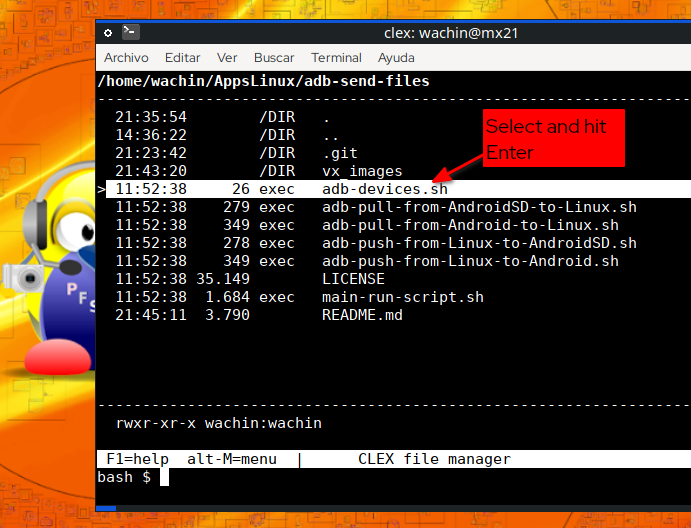 clex: wachin@mx21
Archivo Editar Ver Buscar Terminal Ayuda
/home/wachin/AppsLinux/adb-send-files
--------------------------------------------------------------------
21:35:54 /DIR .
14:36:22 /DIR ..
21:23:42 /DIR .git
21:43:20 /DIR vx_images
> 11:52:38 26 exec adb-devices.sh
11:52:38 279 exec adb-pull-from-AndroidSD-to-Linux.sh
11:52:38 349 exec adb-pull-from-Android-to-Linux.sh
11:52:38 278 exec adb-push-from-Linux-to-AndroidSD.sh
11:52:38 349 exec adb-push-from-Linux-to-Android.sh
11:52:38 35.149 LICENSE
11:52:38 1.684 exec main-run-script.sh
21:45:11 3.790 README.md
Select and hit
Enter
--------------------------------------------------------------------
rwxr-xr-x wachin:wachin
F1=help alt-M=menu | CLEX file manager
bash $
PFS